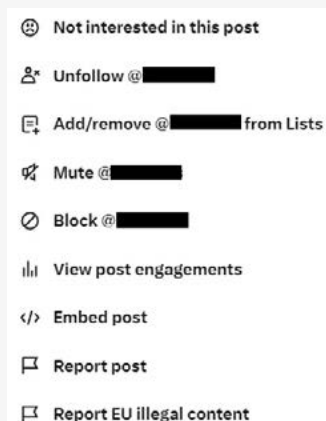 Not interested in this post
Unfollow @
Add/remove @ from Lists
Mute @
Block @
View post engagements
Embed post
Report post
Report EU illegal content